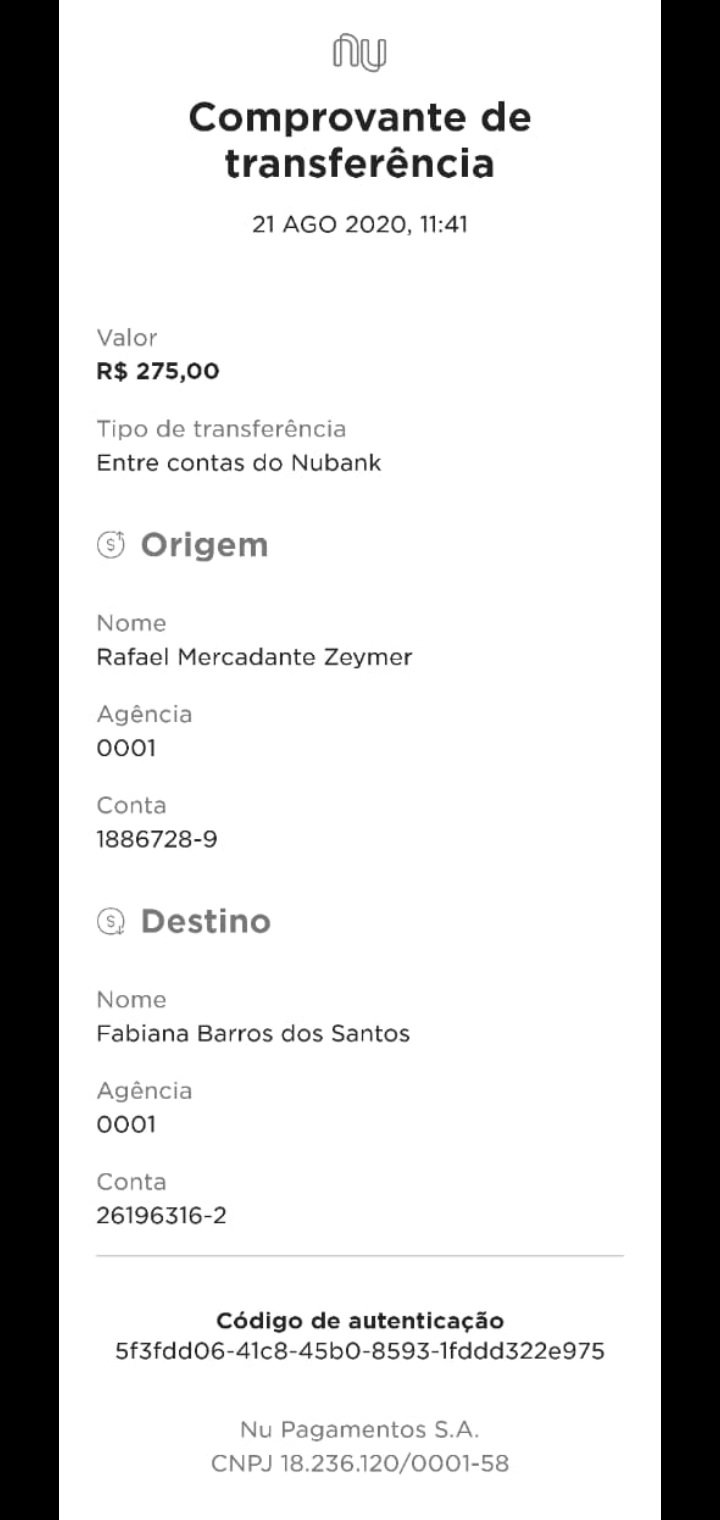 nu
Comprovante de
transferência
21 AGO 2020, 11:41
Valor
R$ 275,00
Tipo de transferência
Entre contas do Nubank
Origem
Nome
Rafael Mercadante Zeymer
Agência
0001
Conta
1886728-9
Destino
Nome
Fabiana Barros dos Santos
Agência
0001
Conta
26196316-2
Código de autenticação
5f3fdd06-41c8-45b0-8593-1fddd322e975
Nu Pagamentos S.A.
CNPJ 18.236.120/0001-58